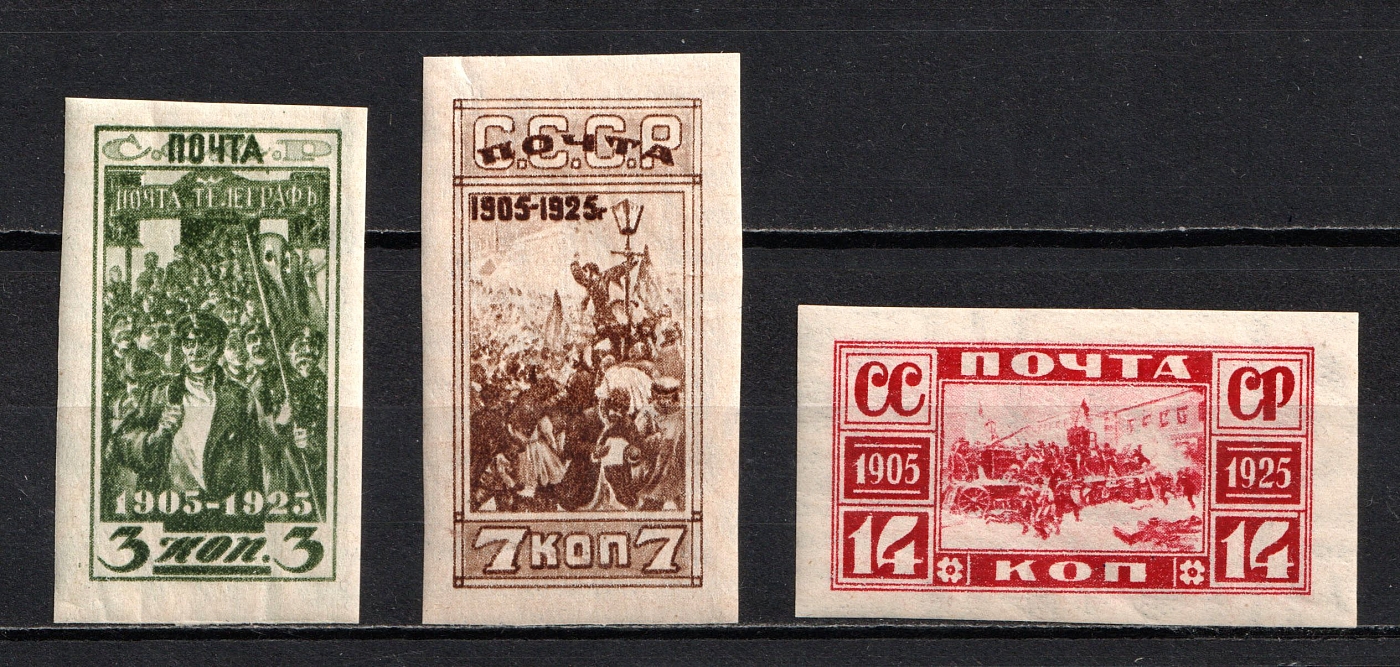 С.С.С.Р
ПОЧТА
ПОЧТА ТЕЛЕГРАФЪ
1905-1925
3 коп. 3
С.С.С.Р
ПОЧТА
1905-1925г
7 КОП 7
ПОЧТА
СС СР
1905 1925
14 14
КОП